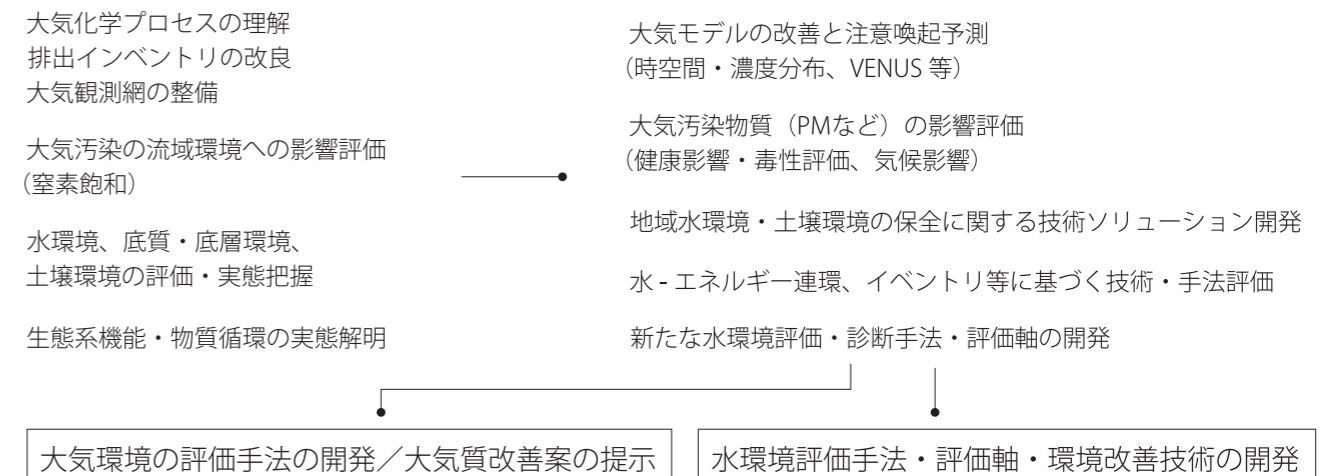 大気化学プロセスの理解
排出インベントリの改良
大気観測網の整備
大気汚染の流域環境への影響評価
（窒素飽和）
水環境、底質・底層環境、
土壌環境の評価・実態把握
生態系機能・物質循環の実態解明
大気モデルの改善と注意喚起予測
（時空間・濃度分布、VENUS 等）
大気汚染物質（PMなど）の影響評価
（健康影響・毒性評価、気候影響）
地域水環境・土壌環境の保全に関する技術ソリューション開発
水 - エネルギー連環、イベントリ等に基づく技術・手法評価
新たな水環境評価・診断手法・評価軸の開発
大気環境の評価手法の開発／大気質改善案の提示
水環境評価手法・評価軸・環境改善技術の開発